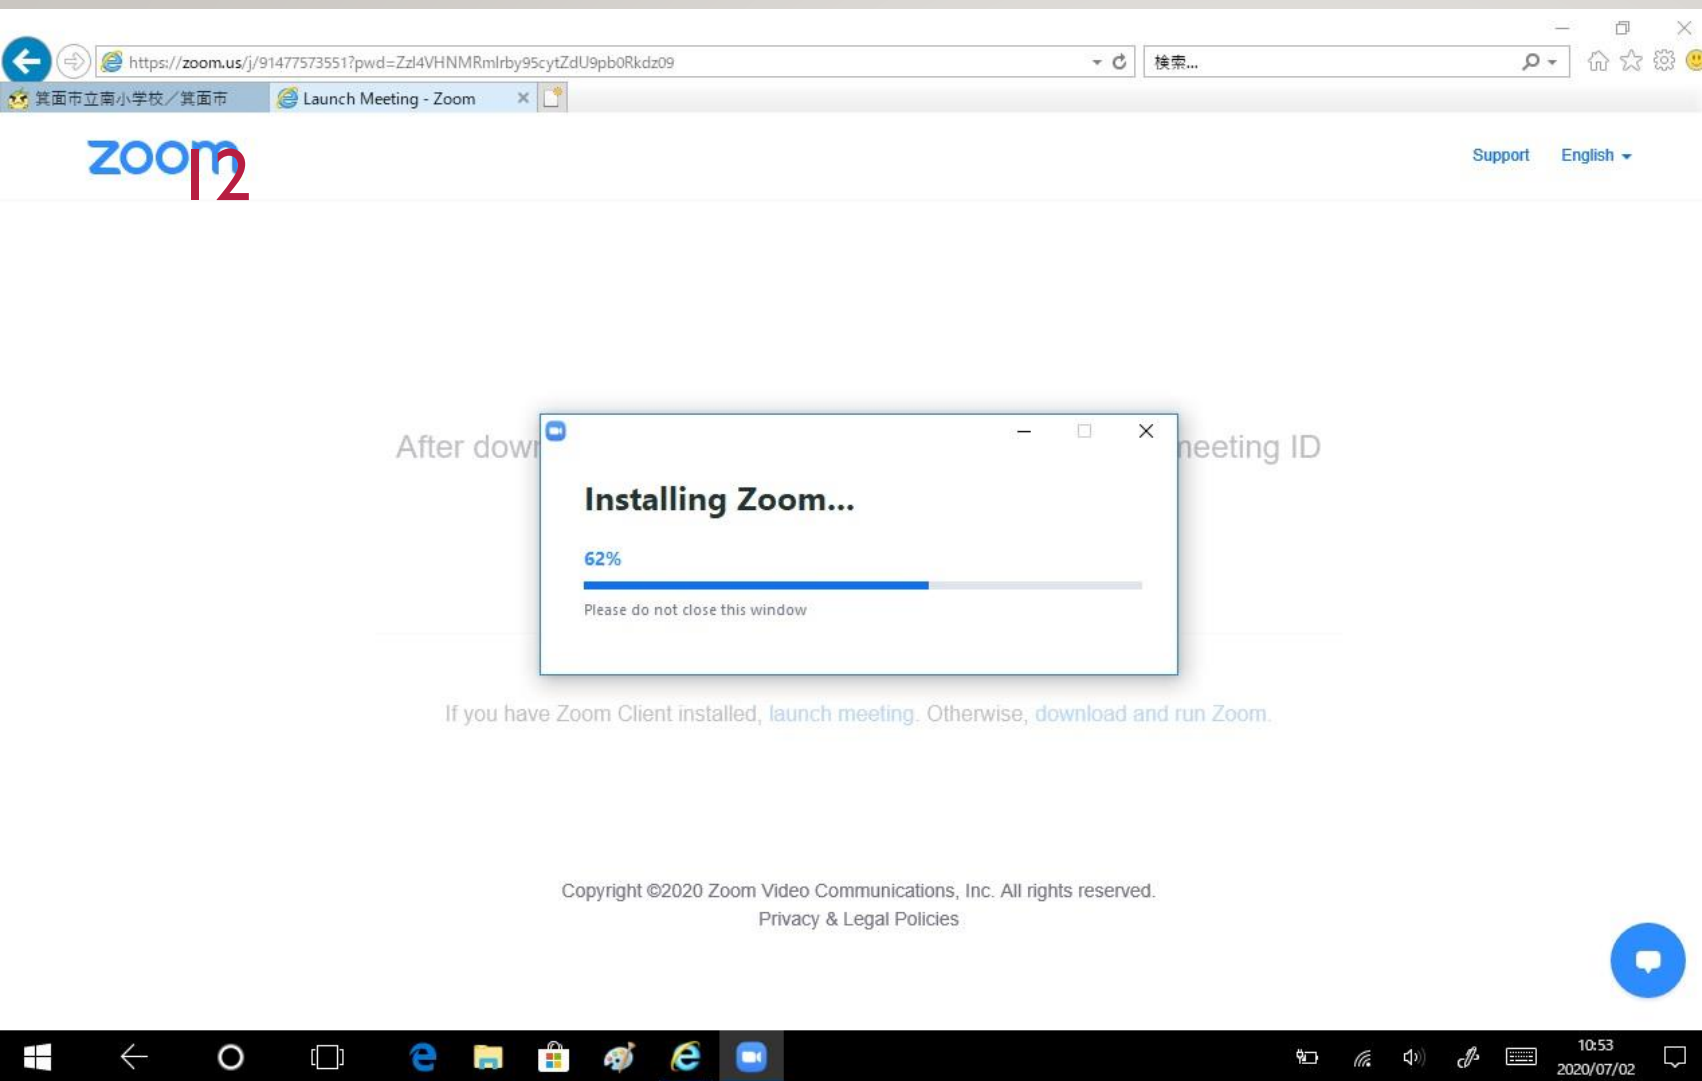 https://zoom.us/j/91477573551?pwd=Zzl4VHNMRmlrby95cytZdU9pb0Rkdz09
検索...
箕面市立南小学校／箕面市
Launch Meeting - Zoom
zoom
12
Support
English
After down
neeting ID
Installing Zoom...
62%
Please do not close this window
If you have Zoom Client installed, launch meeting. Otherwise, download and run Zoom.
Copyright ©2020 Zoom Video Communications, Inc. All rights reserved.
Privacy & Legal Policies
10:53
2020/07/02